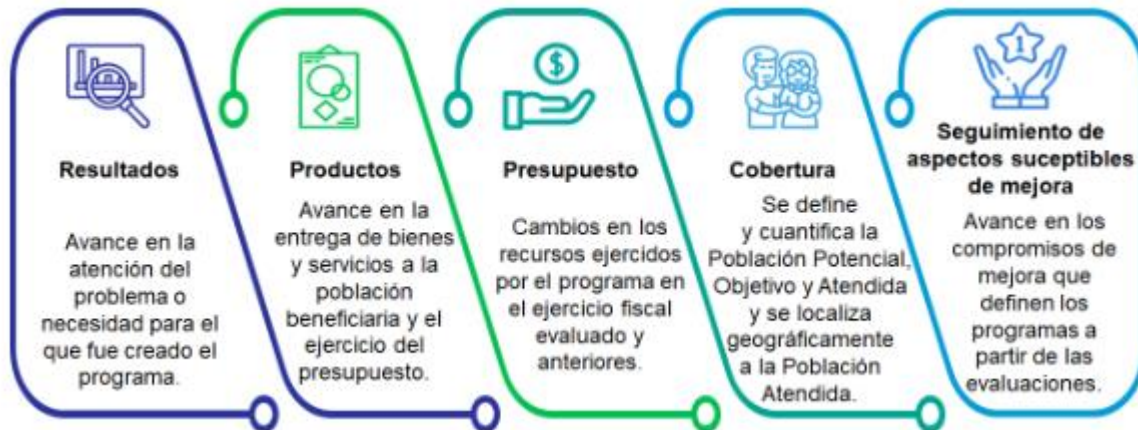 Resultados
Avance en la
atención del
problema o
necesidad para el
que fue creado el
programa.
Productos
Avance en la
entrega de bienes
y servicios a la
población
beneficiaria y el
ejercicio del
presupuesto.
$
Presupuesto
Cambios en los
recursos ejercidos
por el programa en
el ejercicio fiscal
evaluado y
anteriores.
Cobertura
Se define
y cuantifica la
Población Potencial,
Objetivo y Atendida
y se localiza
geográficamente
a la Población
Atendida.
1
Seguimiento de
aspectos suceptibles
de mejora
Avance en los
compromisos de
mejora que
definen los
programas a
partir de las
evaluaciones.